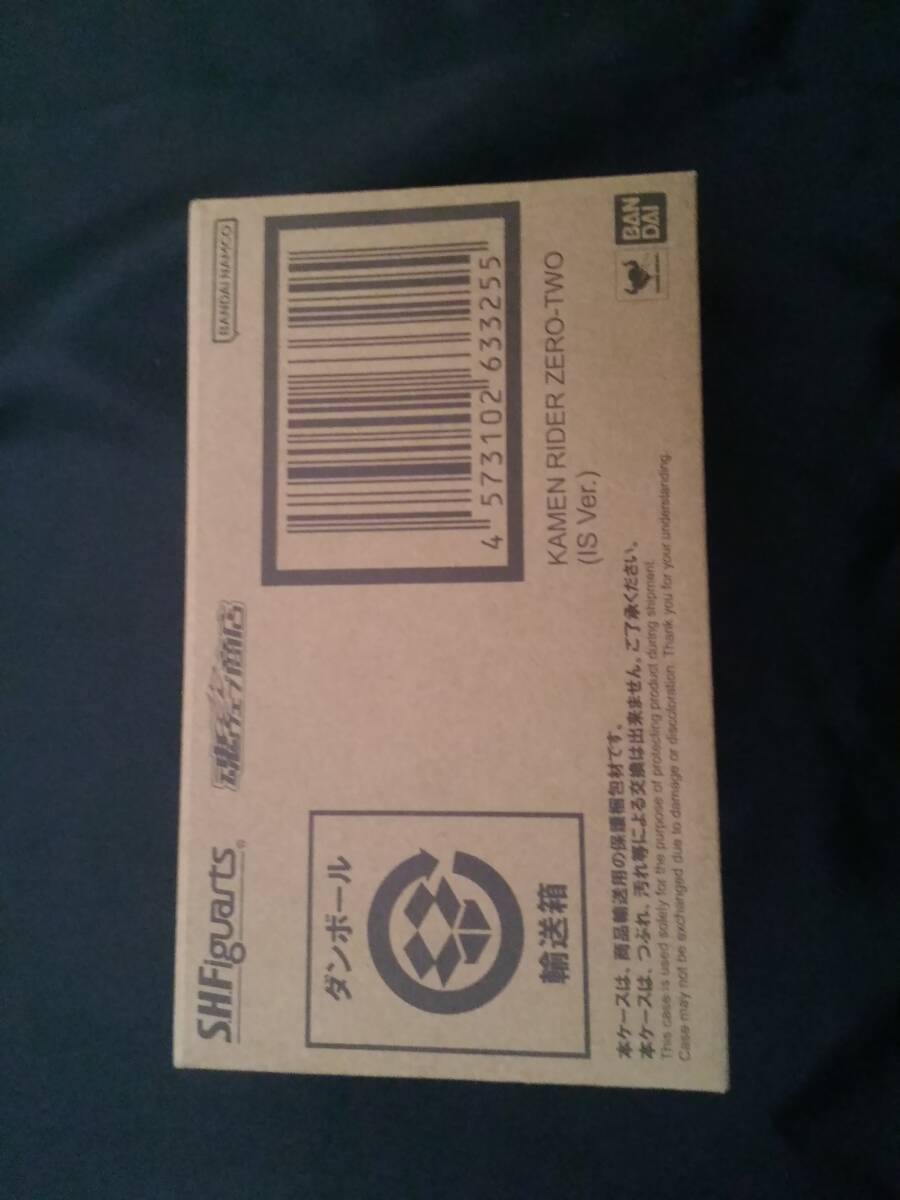 S.H.Figuarts
魂ウェブ商店
BANDAI NAMCO
ダンボール
輸送箱
4 573102 633255
KAMEN RIDER ZERO-TWO
(IS Ver.)
本ケースは、商品輸送用の保護梱包材です。
本ケースは、つぶれ、汚れ等による交換は出来ません。ご了承ください。
This case is used solely for the purpose of protecting product during shipment.
Case may not be exchanged due to damage or discoloration. Thank you for your understanding.
BAN
DAI